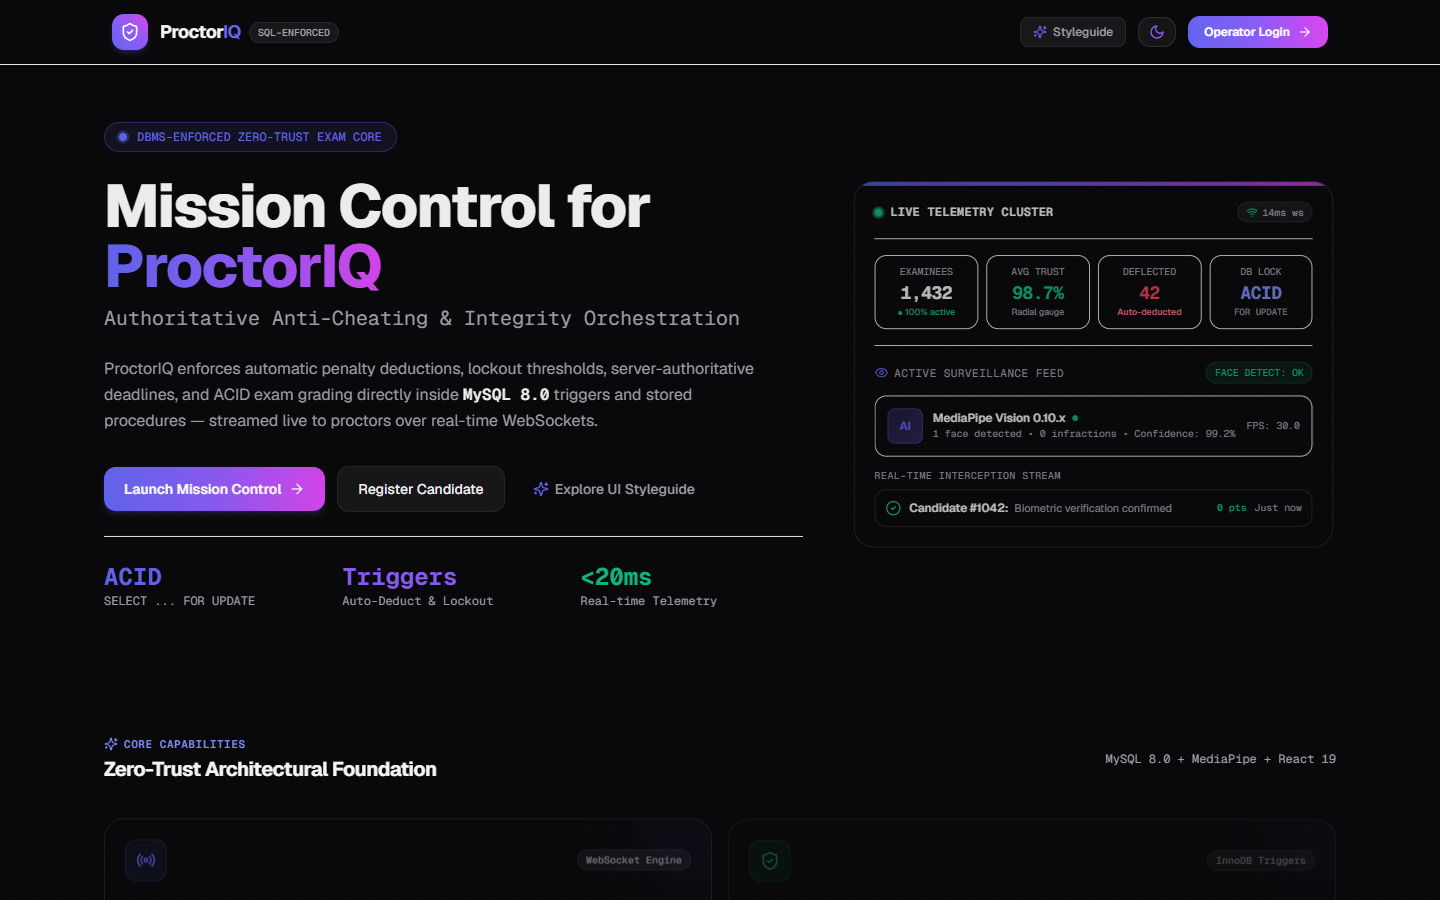 ProctorIQ
SQL-ENFORCED
Styleguide
Operator Login
DBMS-ENFORCED ZERO-TRUST EXAM CORE
Mission Control for
ProctorIQ
Authoritative Anti-Cheating & Integrity Orchestration
ProctorIQ enforces automatic penalty deductions, lockout thresholds, server-authoritative
deadlines, and ACID exam grading directly inside MySQL 8.0 triggers and stored
procedures — streamed live to proctors over real-time WebSockets.
Launch Mission Control
Register Candidate
Explore UI Styleguide
ACID
SELECT ... FOR UPDATE
Triggers
Auto-Deduct & Lockout
<20ms
Real-time Telemetry
LIVE TELEMETRY CLUSTER
14ms ws
EXAMINEES
1,432
100% active
AVG TRUST
98.7%
Radial gauge
DEFLECTED
42
Auto-deducted
DB LOCK
ACID
FOR UPDATE
ACTIVE SURVEILLANCE FEED
FACE DETECT: OK
AI
MediaPipe Vision 0.10.x
1 face detected • 0 infractions • Confidence: 99.2%
FPS: 30.0
REAL-TIME INTERCEPTION STREAM
Candidate #1042: Biometric verification confirmed
0 pts Just now
CORE CAPABILITIES
Zero-Trust Architectural Foundation
MySQL 8.0 + MediaPipe + React 19
WebSocket Engine
InnoDB Triggers